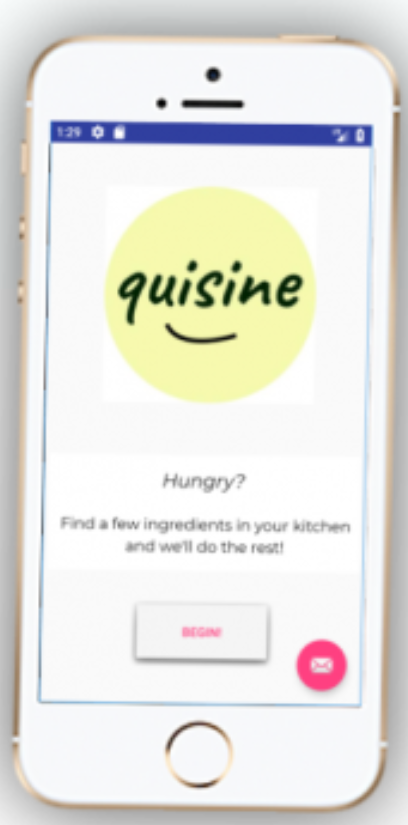 1:29
quisine
Hungry?
Find a few ingredients in your kitchen
and we'll do the rest!
BEGIN!